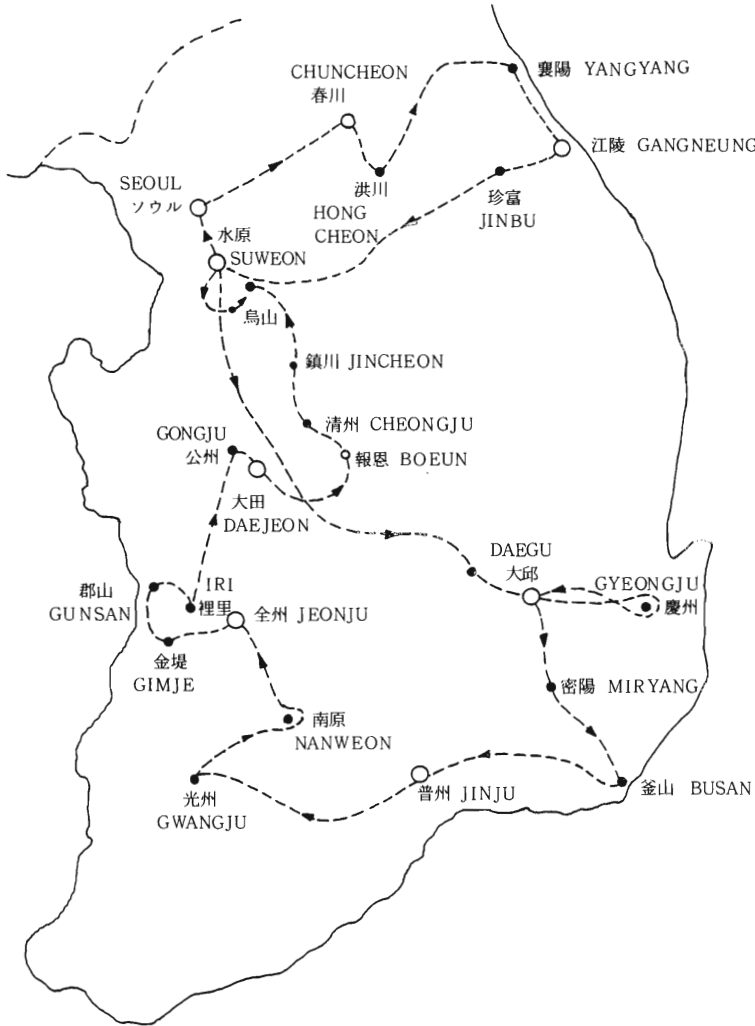 CHUNCHEON
春川
襄陽 YANGYANG
江陵 GANGNEUNG
SEOUL
ソウル
洪川
HONG
CHEON
珍富
JINBU
水原
SUWEON
烏山
鎮川 JINCHEON
清州 CHEONGJU
GONGJU
公州
報恩 BOEUN
大田
DAEJEON
DAEGU
大邱
GYEONGJU
慶州
郡山
GUNSAN
IRI
裡里
全州 JEONJU
金堤
GIMJE
密陽 MIRYANG
南原
NANWEON
光州
GWANGJU
普州 JINJU
釜山 BUSAN